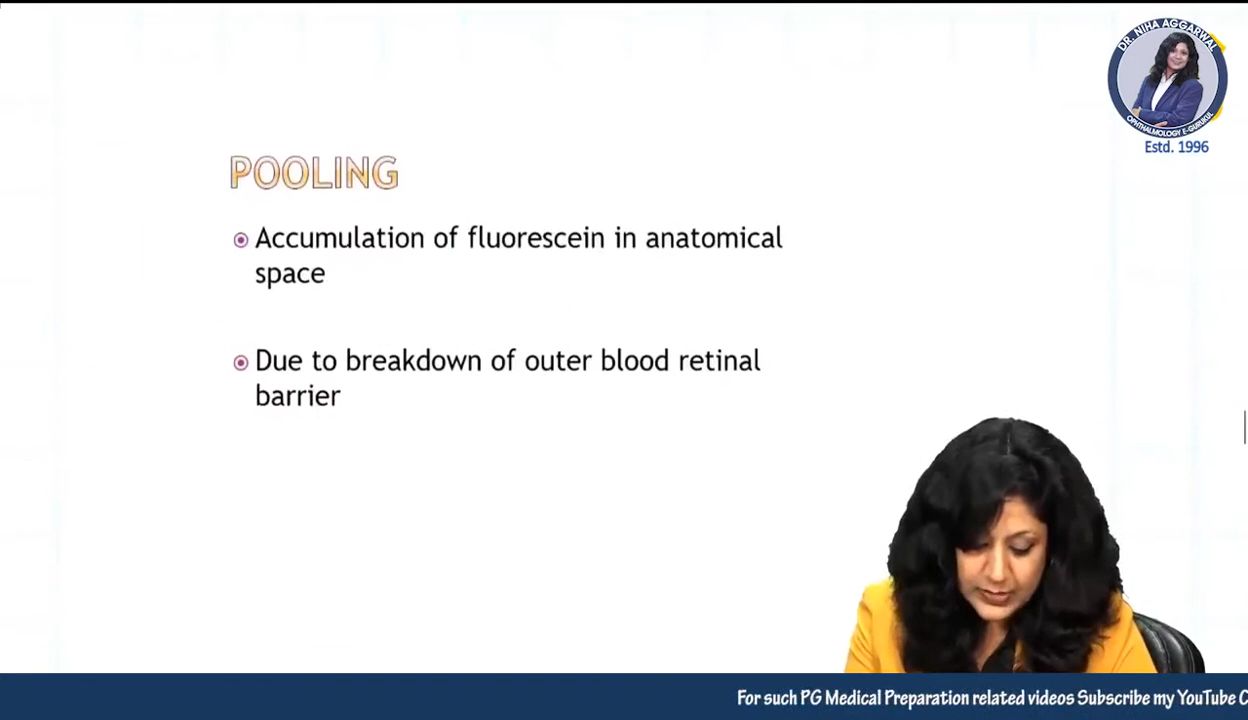 DR. NIHA AGGARWAL
OPHTHALMOLOGY E-GURUKUL
Estd. 1996
POOLING
Accumulation of fluorescein in anatomical
space
Due to breakdown of outer blood retinal
barrier
For such PG Medical Preparation related videos Subscribe my YouTube C